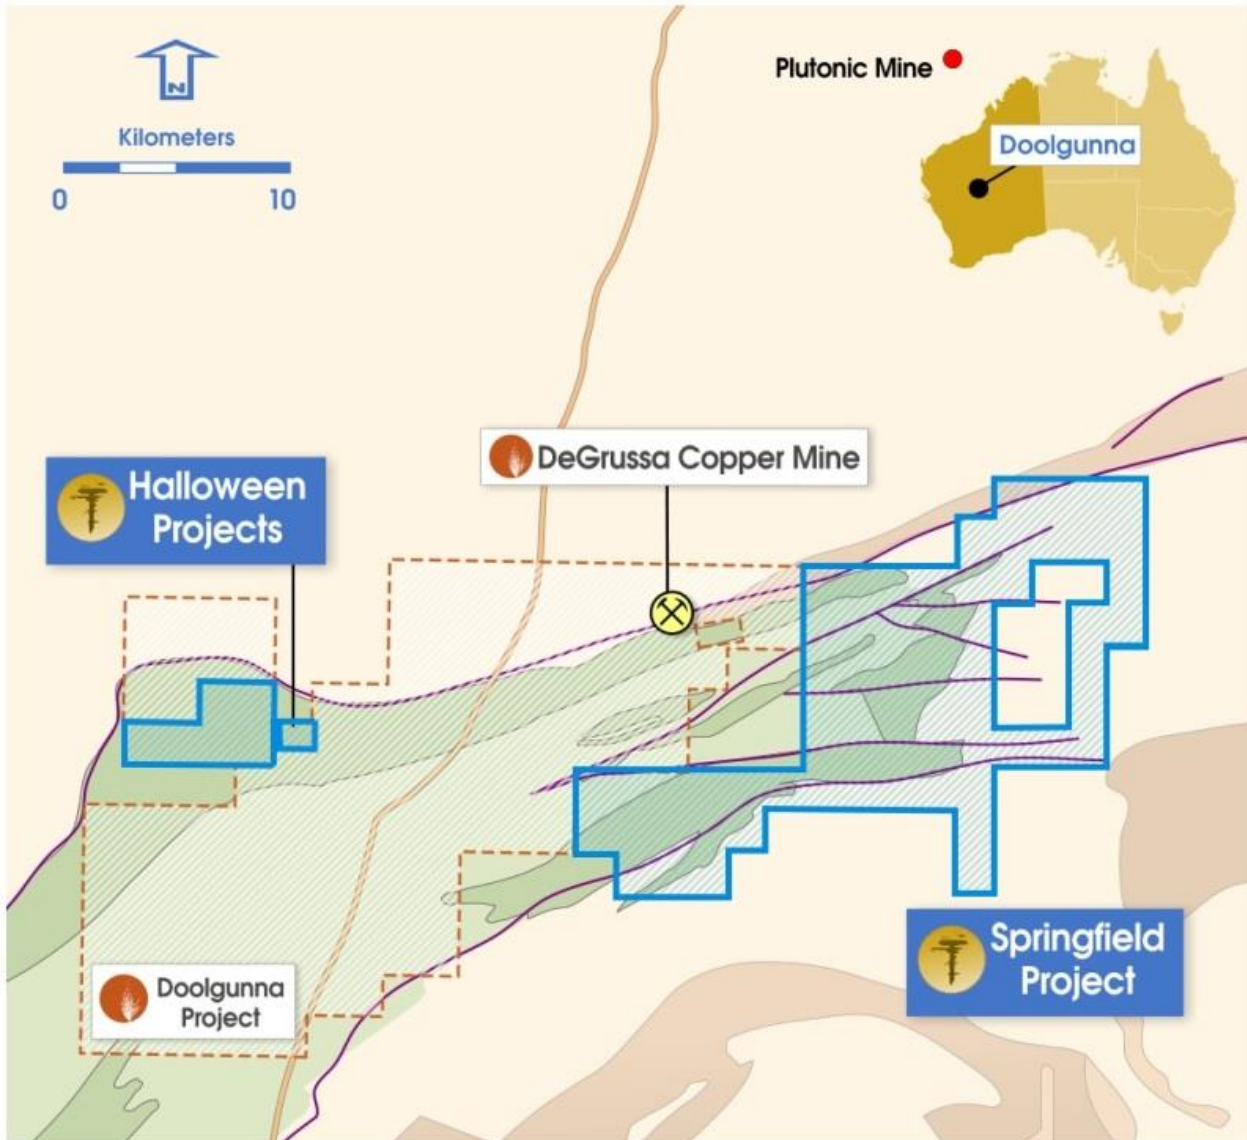 N
Kilometers
0 10
Plutonic Mine
Doolgunna
DeGrussa Copper Mine
Halloween
Projects
Springfield
Project
Doolgunna
Project